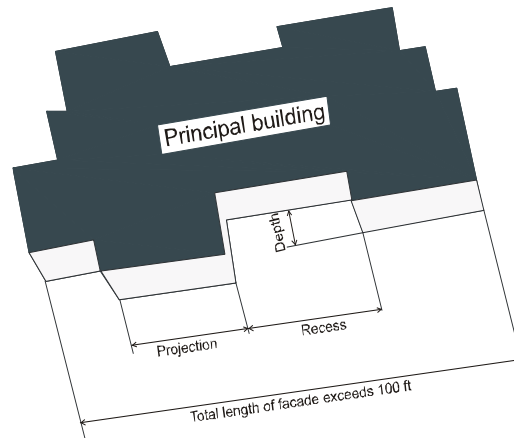 Principal building
Depth
Projection
Recess
Total length of facade exceeds 100 ft